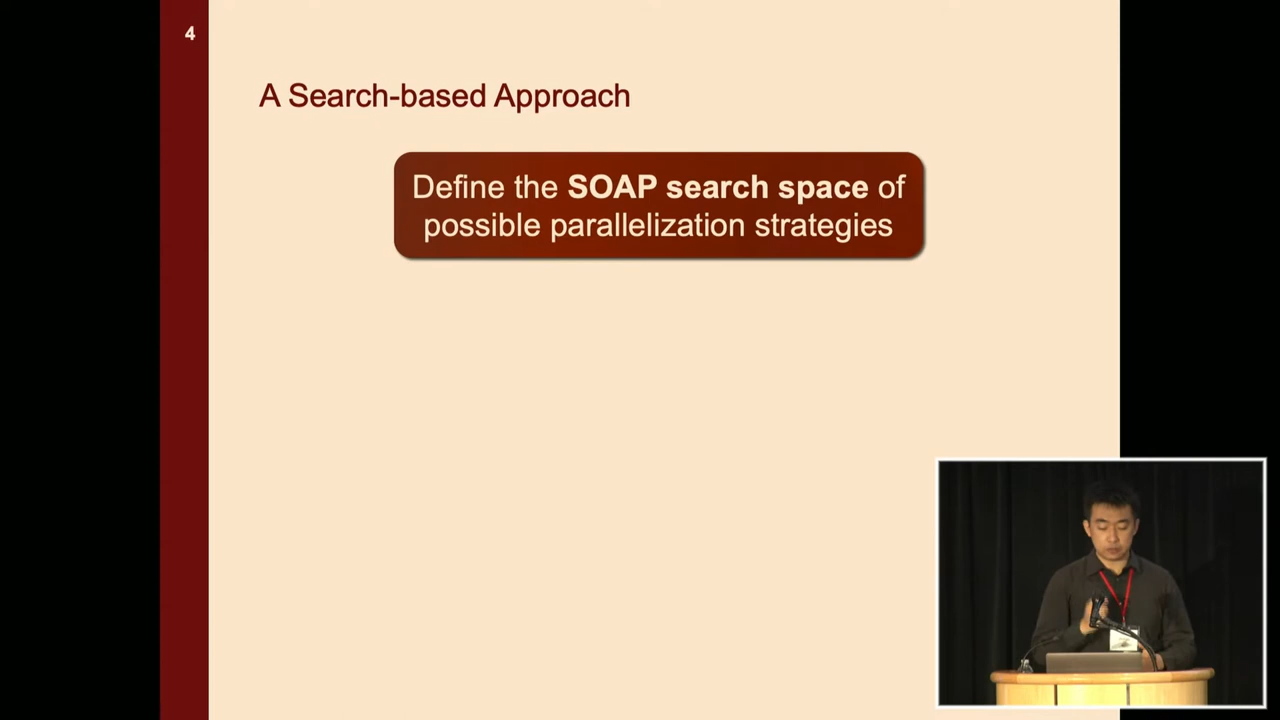 4
A Search-based Approach
Define the SOAP search space of
possible parallelization strategies